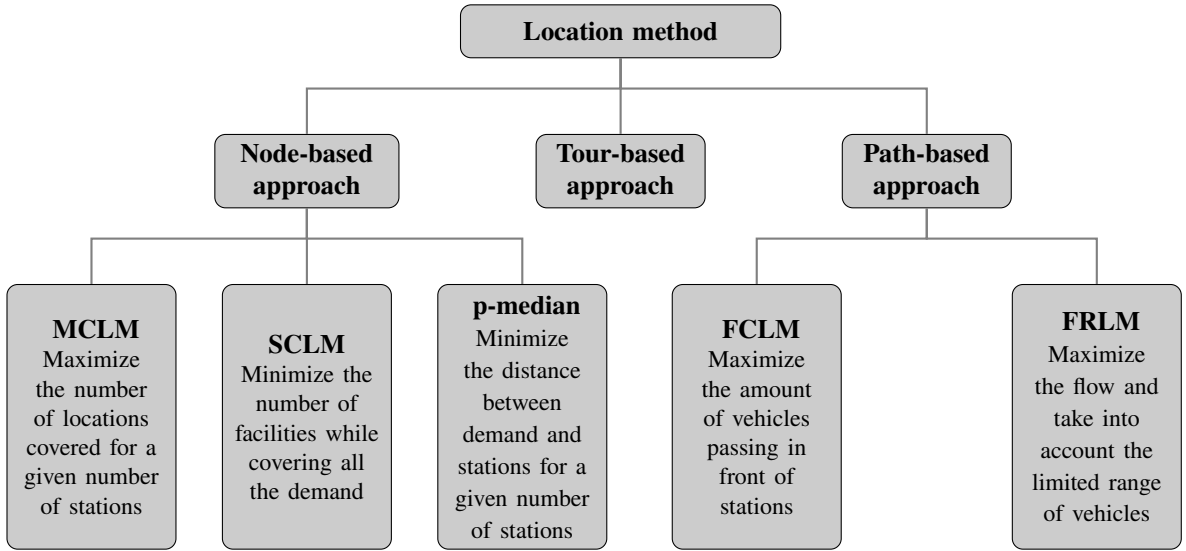 Location method
Node-based
approach
Tour-based
approach
Path-based
approach
MCLM
Maximize
the number
of locations
covered for a
given number
of stations
SCLM
Minimize the
number of
facilities while
covering all
the demand
p-median
Minimize
the distance
between
demand and
stations for a
given number
of stations
FCLM
Maximize
the amount
of vehicles
passing in
front of
stations
FRLM
Maximize
the flow and
take into
account the
limited range
of vehicles